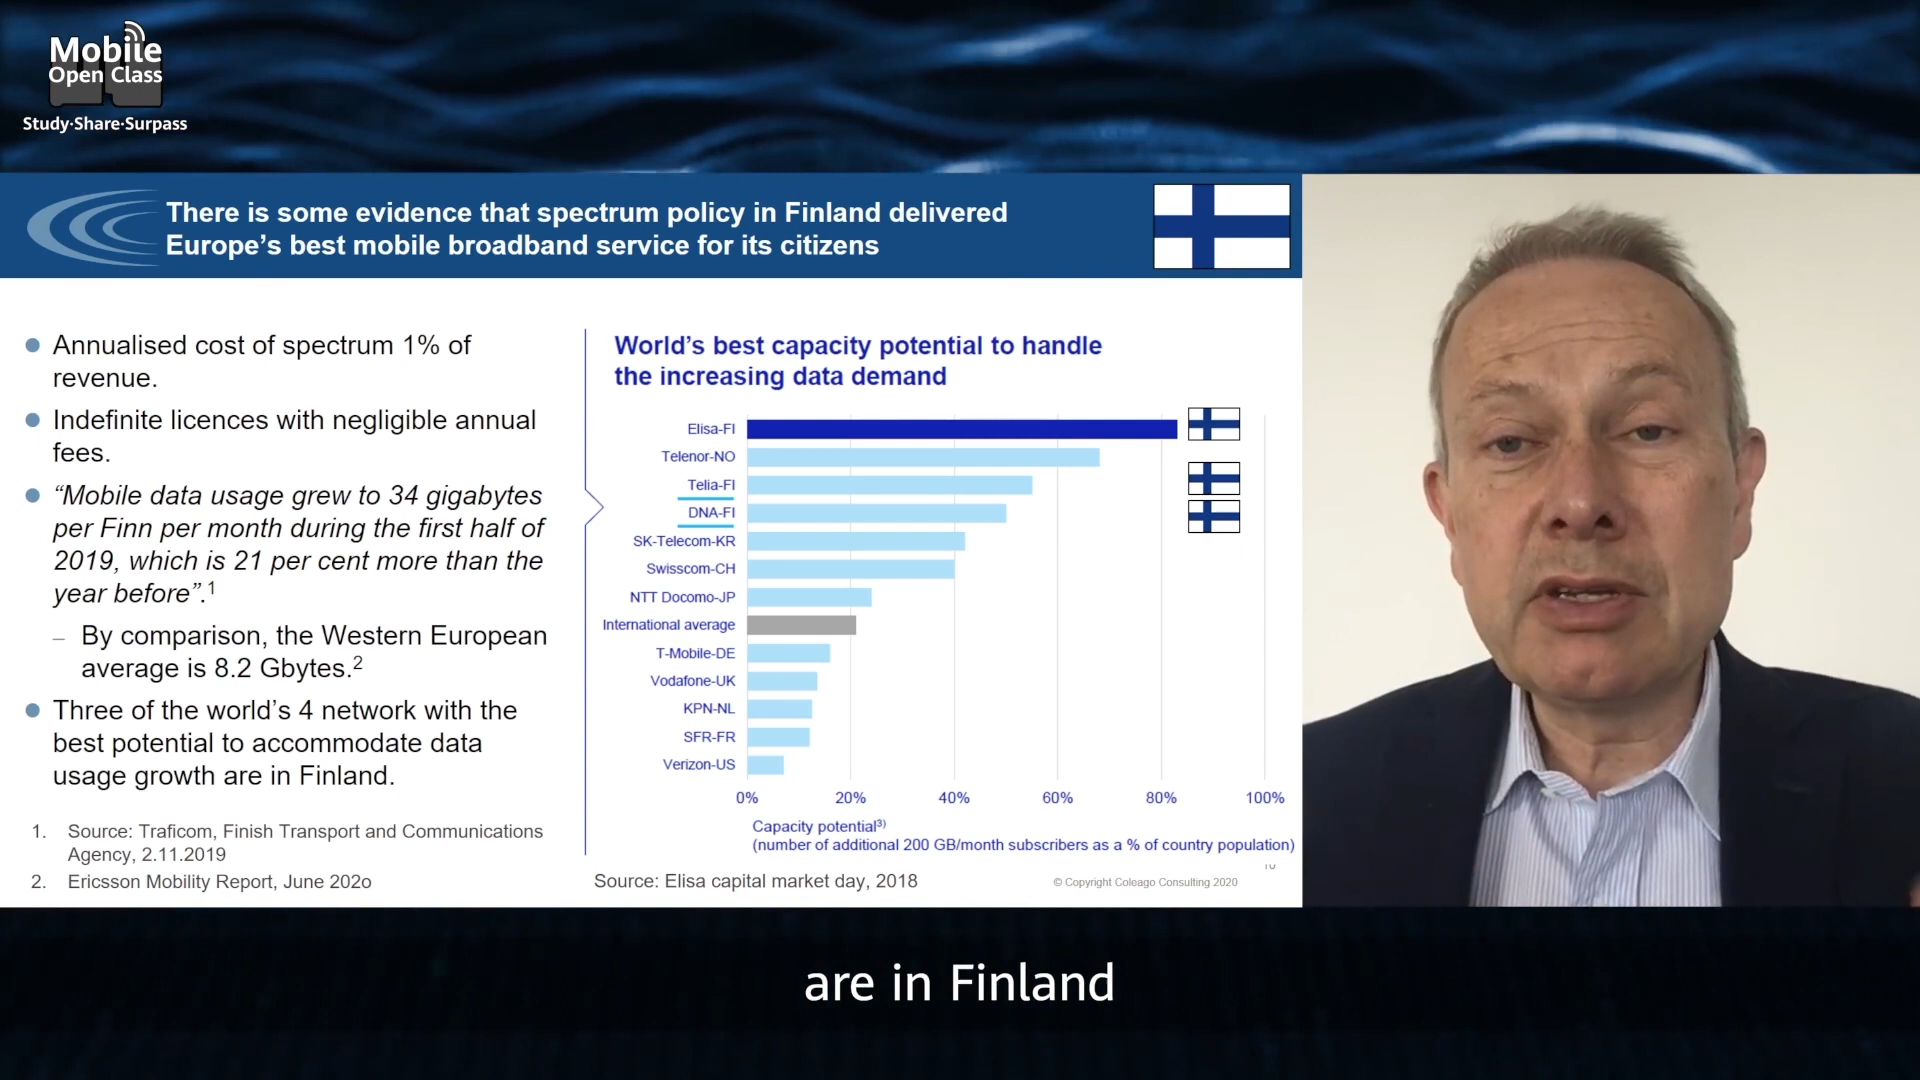 Mobile
Open Class
Study·Share·Surpass
There is some evidence that spectrum policy in Finland delivered
Europe’s best mobile broadband service for its citizens
Annualised cost of spectrum 1% of
revenue.
Indefinite licences with negligible annual
fees.
“Mobile data usage grew to 34 gigabytes
per Finn per month during the first half of
2019, which is 21 per cent more than the
year before”.1
– By comparison, the Western European
average is 8.2 Gbytes.2
Three of the world’s 4 network with the
best potential to accommodate data
usage growth are in Finland.
1. Source: Traficom, Finish Transport and Communications
Agency, 2.11.2019
2. Ericsson Mobility Report, June 202o
World’s best capacity potential to handle
the increasing data demand
Elisa-FI
Telenor-NO
Telia-FI
DNA-FI
SK-Telecom-KR
Swisscom-CH
NTT Docomo-JP
International average
T-Mobile-DE
Vodafone-UK
KPN-NL
SFR-FR
Verizon-US
0% 20% 40% 60% 80% 100%
Capacity potential3)
(number of additional 200 GB/month subscribers as a % of country population)
Source: Elisa capital market day, 2018
© Copyright Coleago Consulting 2020
are in Finland